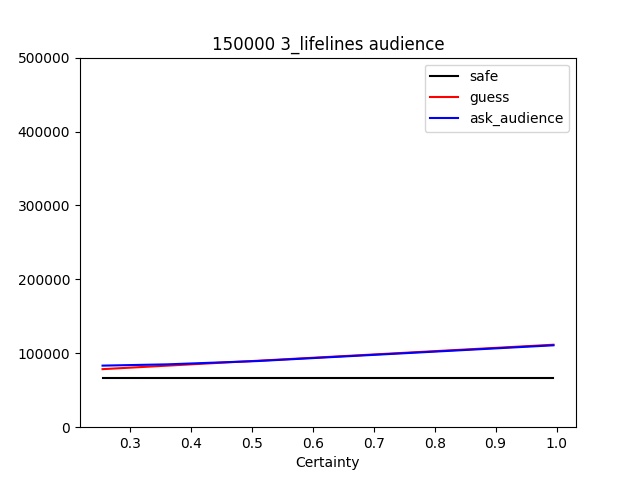 150000 3_lifelines audience
500000
400000
300000
200000
100000
0
safe
guess
ask_audience
0.3 0.4 0.5 0.6 0.7 0.8 0.9 1.0
Certainty